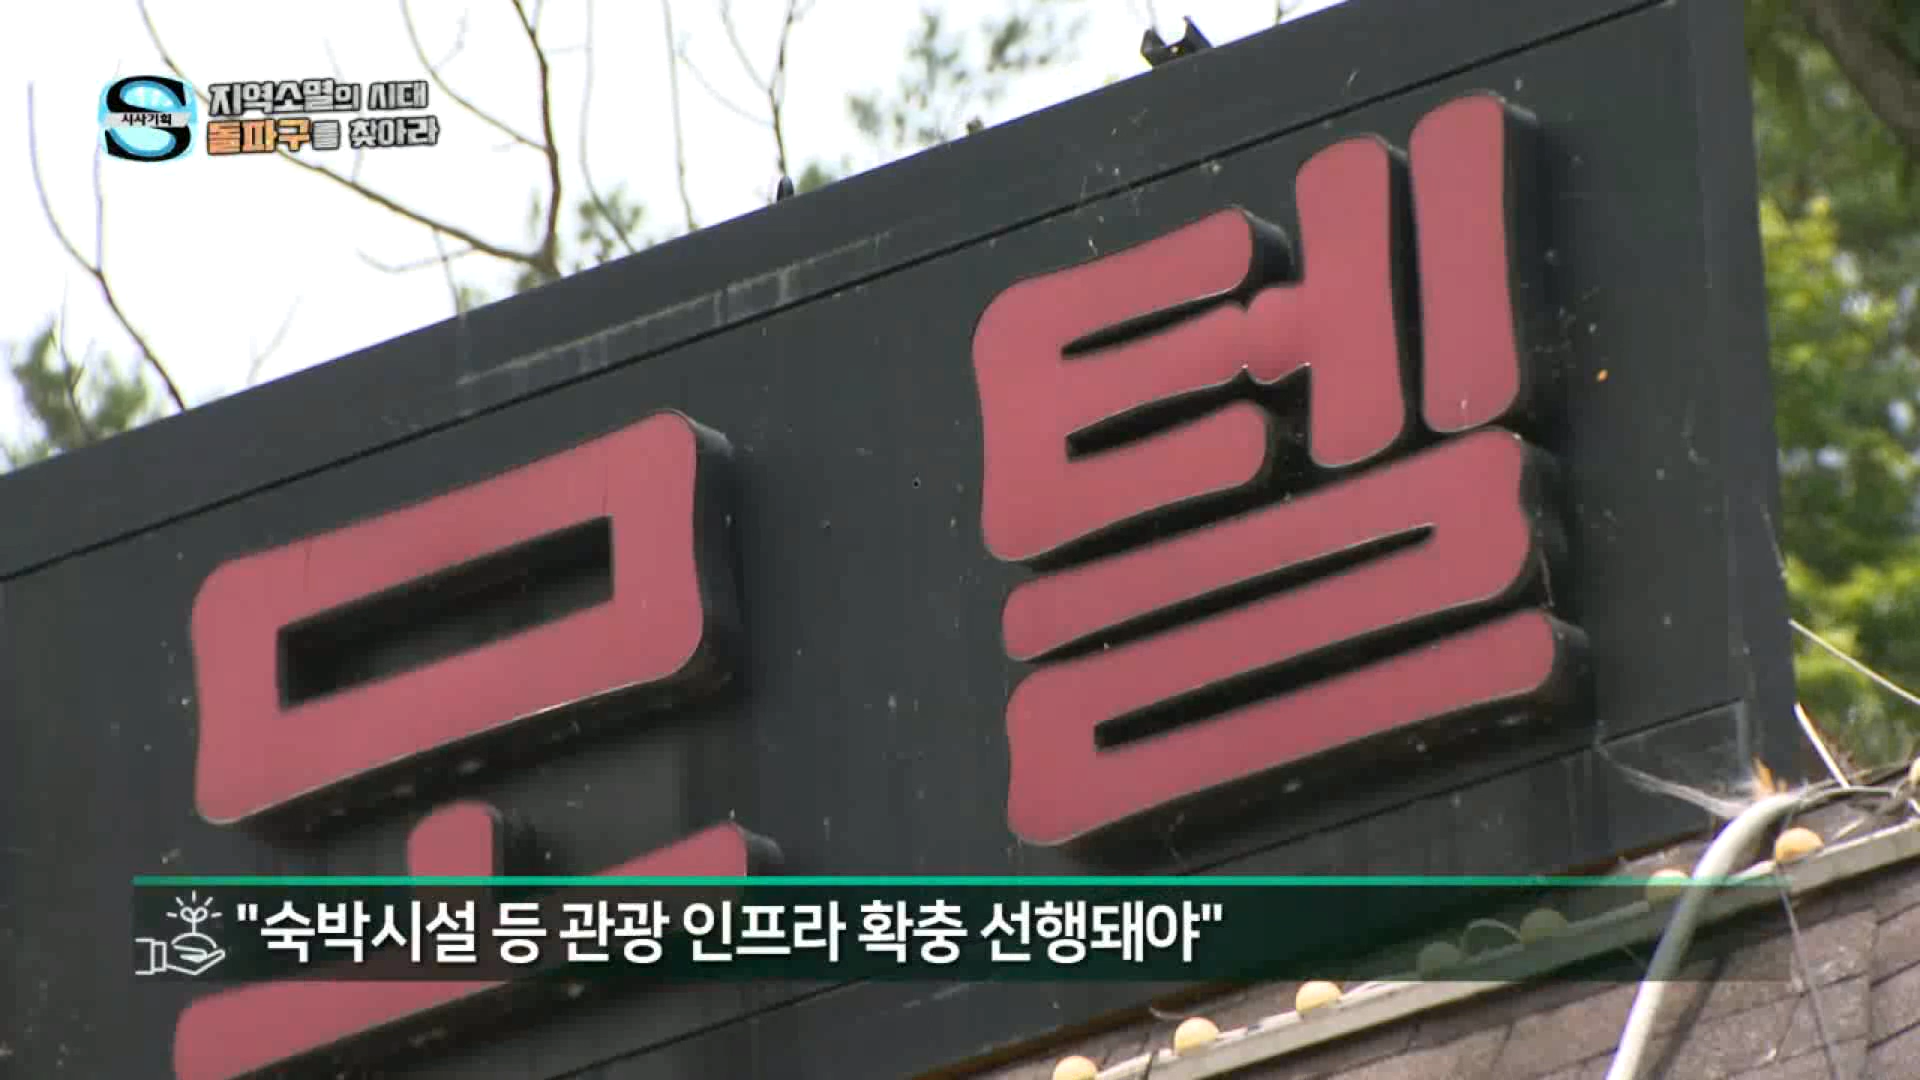 시사기획
지역소멸의 시대
돌파구를 찾아라
모텔
"숙박시설 등 관광 인프라 확충 선행돼야"